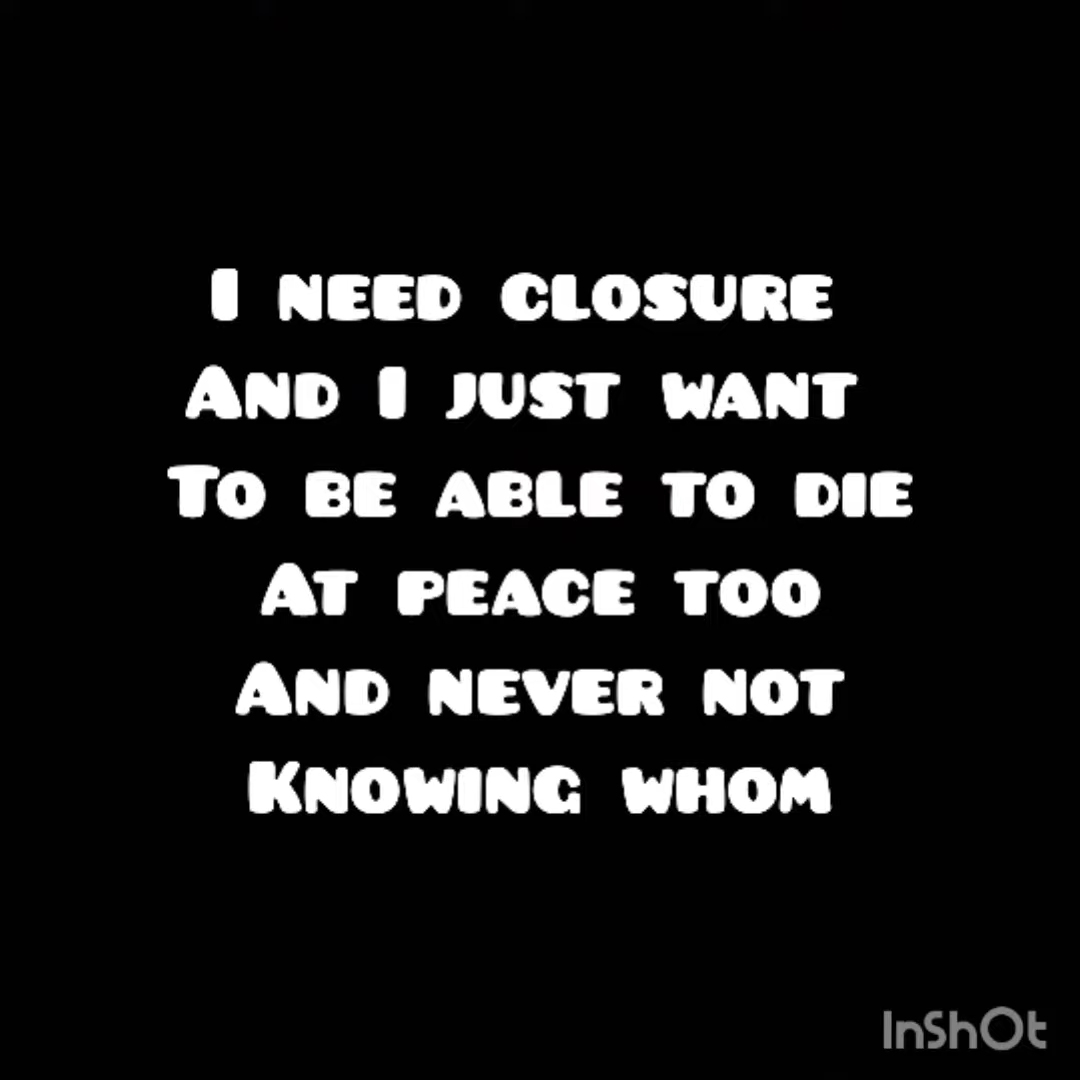 I NEED CLOSURE
AND I JUST WANT
TO BE ABLE TO DIE
AT PEACE TOO
AND NEVER NOT
KNOWING WHOM
InShOt